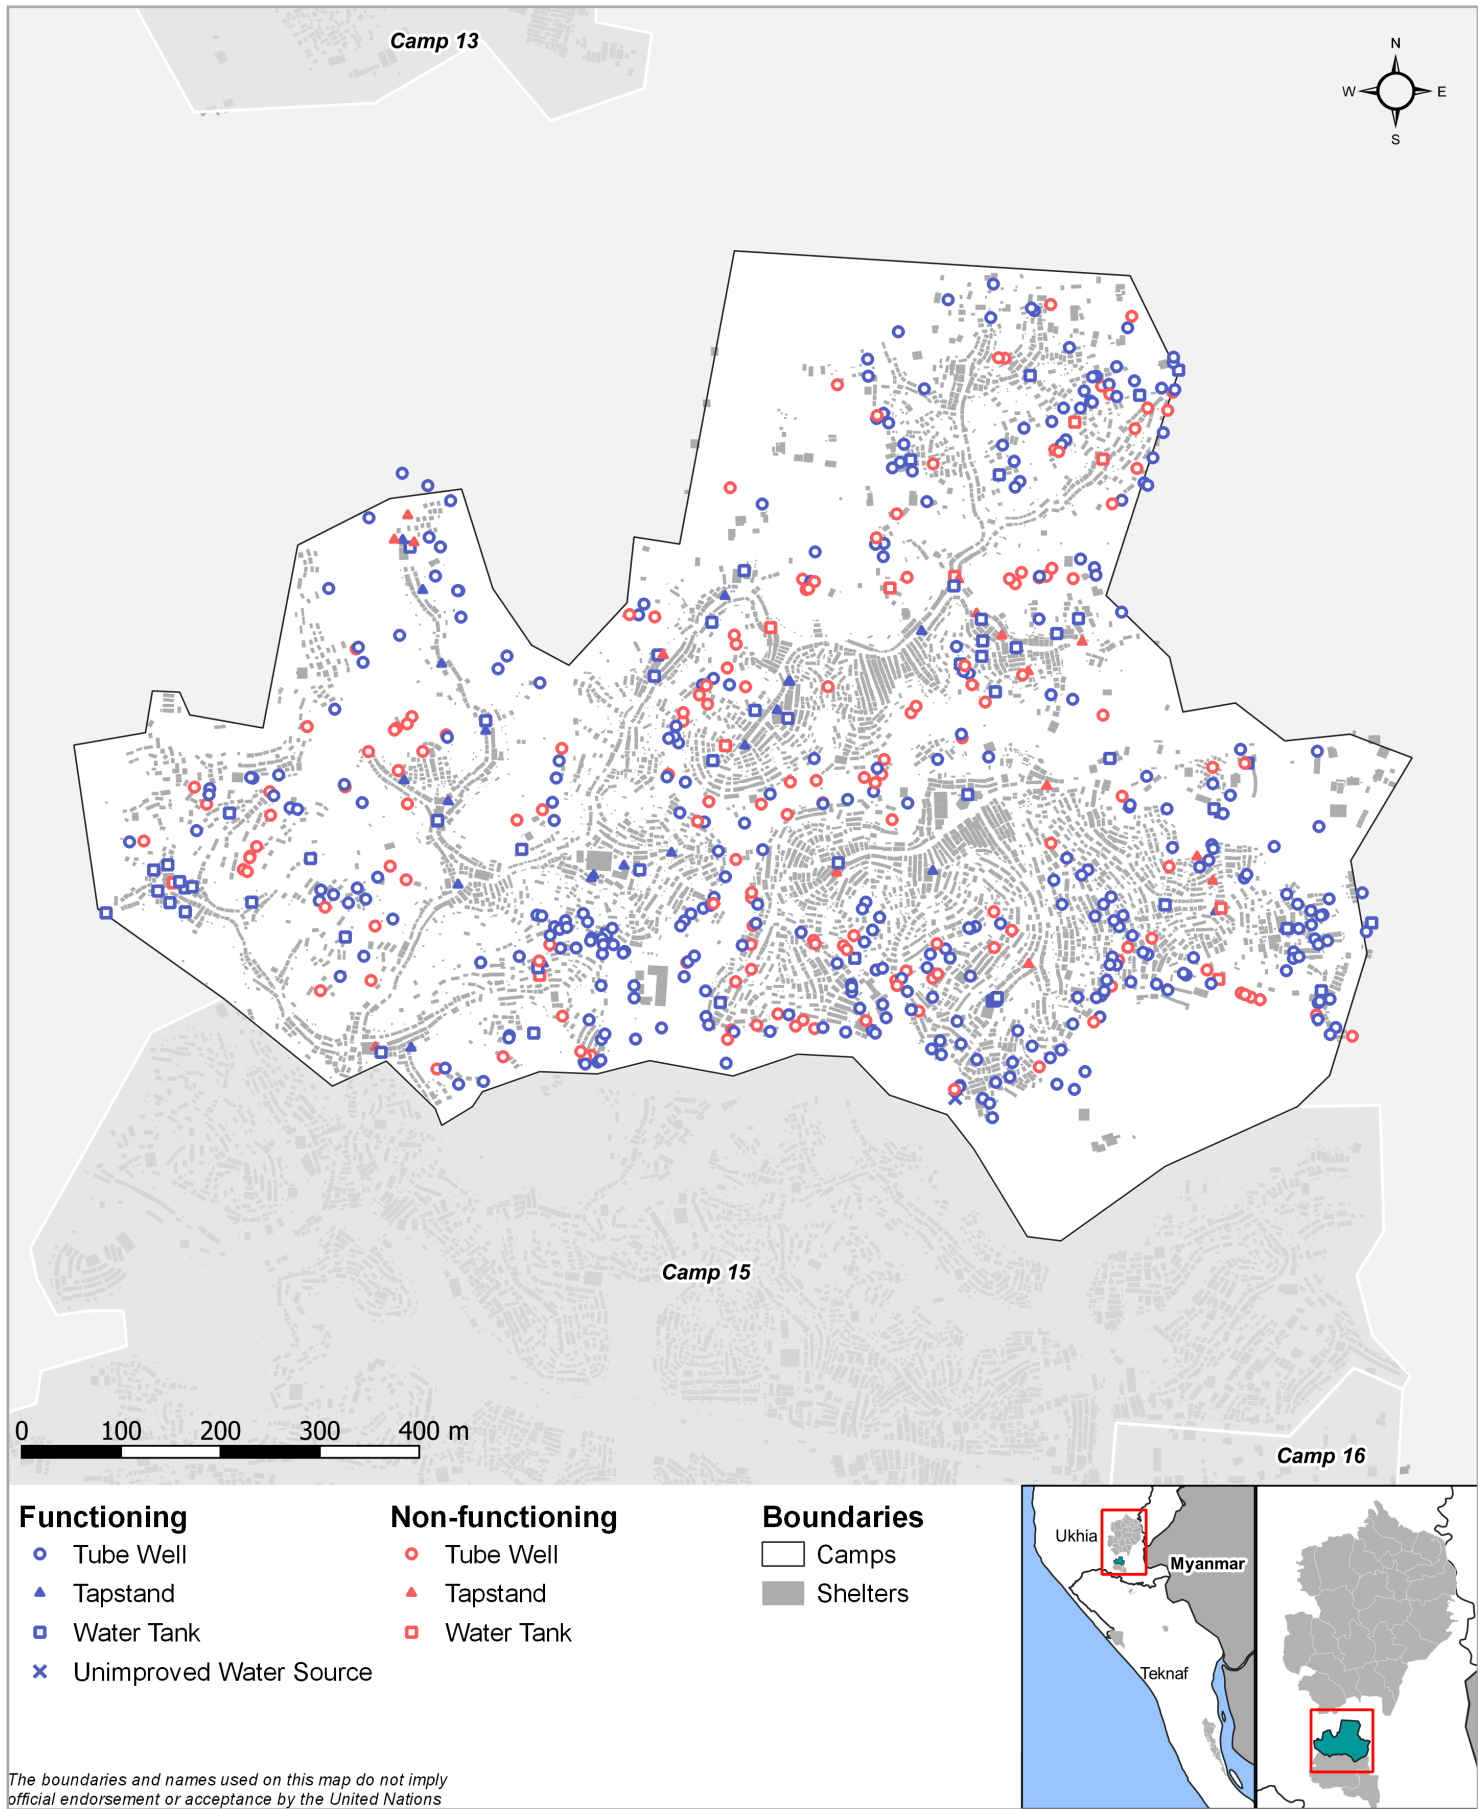 Camp 13
N
W E
S
Camp 15
0 100 200 300 400 m
Camp 16
Functioning
Tube Well
Tapstand
Water Tank
Unimproved Water Source
Non-functioning
Tube Well
Tapstand
Water Tank
Boundaries
Camps
Shelters
Ukhia
Myanmar
Teknaf
The boundaries and names used on this map do not imply
official endorsement or acceptance by the United Nations